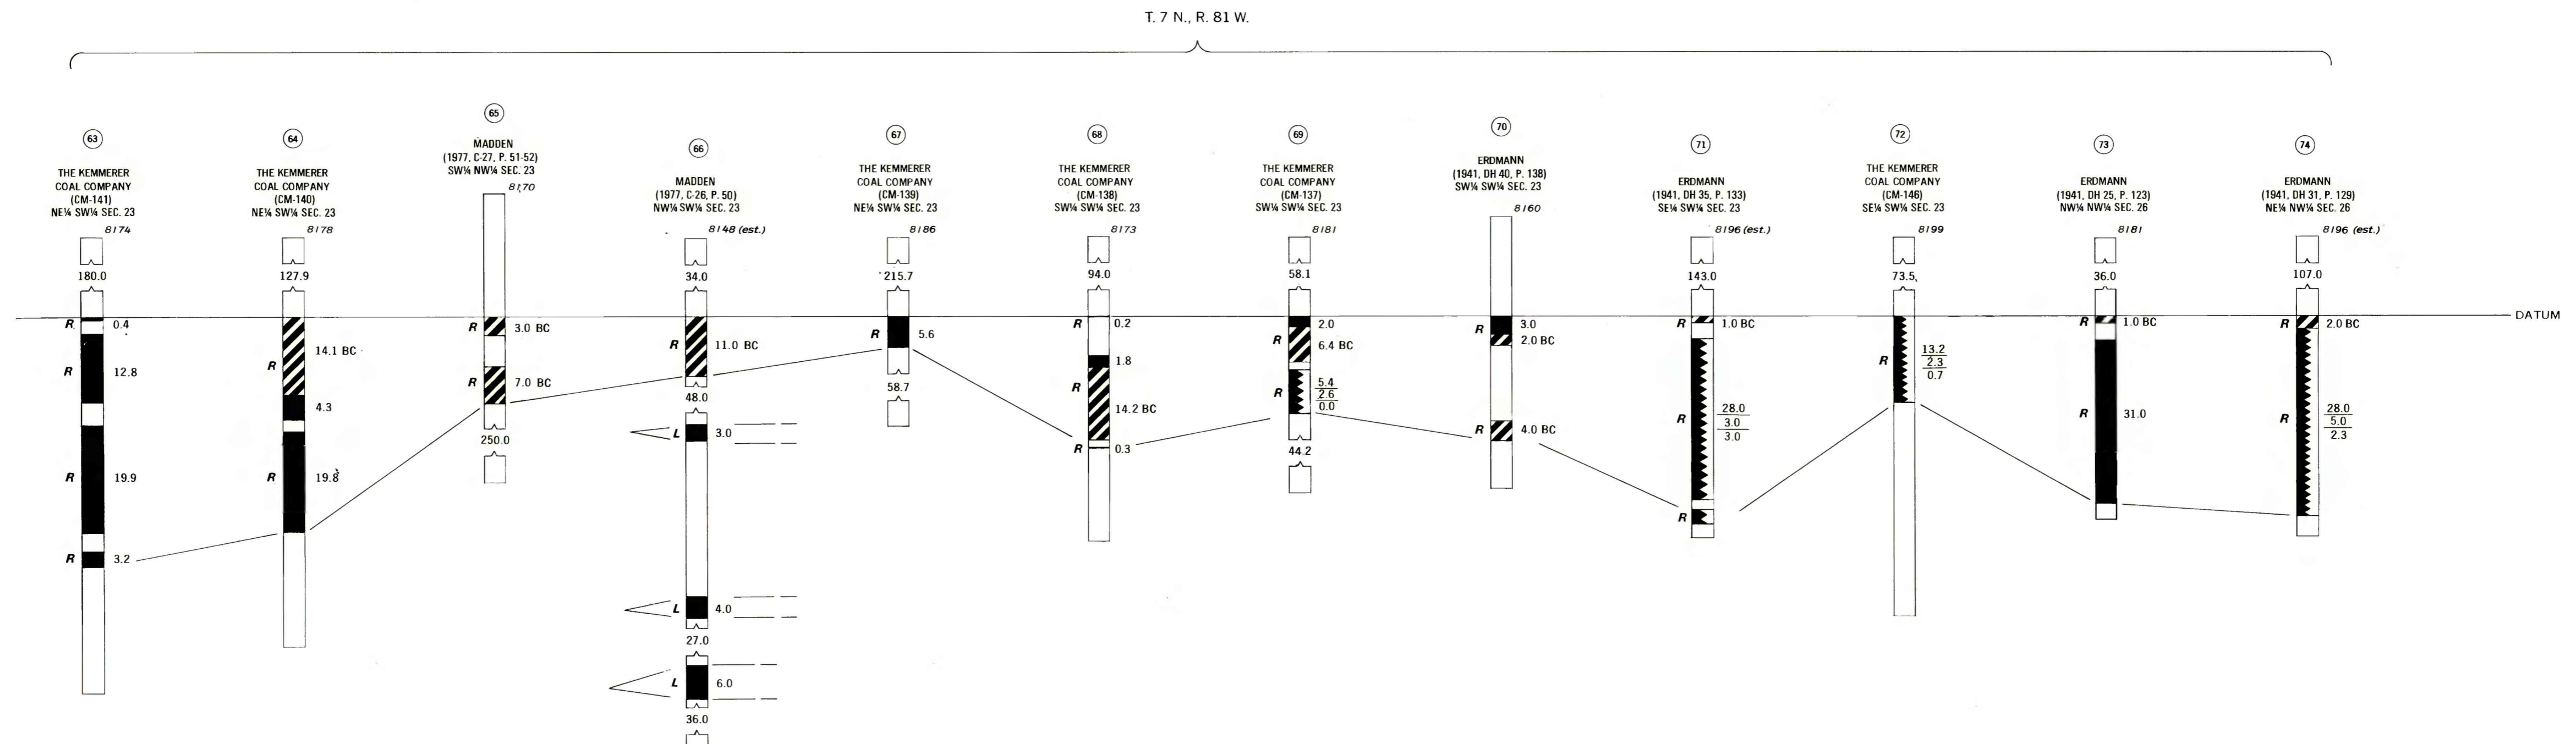 T. 7 N., R. 81 W.
63
THE KEMMERER
COAL COMPANY
(CM-141)
NE¼ SW¼ SEC. 23
8174
180.0
R 0.4
R 12.8
R 19.9
R 3.2
64
THE KEMMERER
COAL COMPANY
(CM-140)
NE¼ SW¼ SEC. 23
8178
127.9
14.1 BC
R
4.3
R 19.8
65
MADDEN
(1977, C-27, P. 51-52)
SW¼ NW¼ SEC. 23
8170
R 3.0 BC
R 7.0 BC
250.0
66
MADDEN
(1977, C-26, P. 50)
NW¼ SW¼ SEC. 23
8148 (est.)
34.0
R 11.0 BC
48.0
L 3.0
L 4.0
27.0
L 6.0
36.0
67
THE KEMMERER
COAL COMPANY
(CM-139)
NE¼ SW¼ SEC. 23
8186
215.7
R 5.6
58.7
68
THE KEMMERER
COAL COMPANY
(CM-138)
SW¼ SW¼ SEC. 23
8173
94.0
R 0.2
1.8
R
14.2 BC
R 0.3
69
THE KEMMERER
COAL COMPANY
(CM-137)
SW¼ SW¼ SEC. 23
8181
58.1
2.0
R 6.4 BC
5.4
R 2.6
0.0
44.2
70
ERDMANN
(1941, DH 40, P. 138)
SW¼ SW¼ SEC. 23
8160
3.0
R
2.0 BC
R 4.0 BC
71
ERDMANN
(1941, DH 35, P. 133)
SE¼ SW¼ SEC. 23
8196 (est.)
143.0
R 1.0 BC
28.0
R 3.0
3.0
R
72
THE KEMMERER
COAL COMPANY
(CM-146)
SE¼ SW¼ SEC. 23
8199
73.5
13.2
R 2.3
0.7
73
ERDMANN
(1941, DH 25, P. 123)
NW¼ NW¼ SEC. 26
8181
36.0
R 1.0 BC
R 31.0
74
ERDMANN
(1941, DH 31, P. 129)
NE¼ NW¼ SEC. 26
8196 (est.)
107.0
R 2.0 BC
28.0
R 5.0
2.3
DATUM